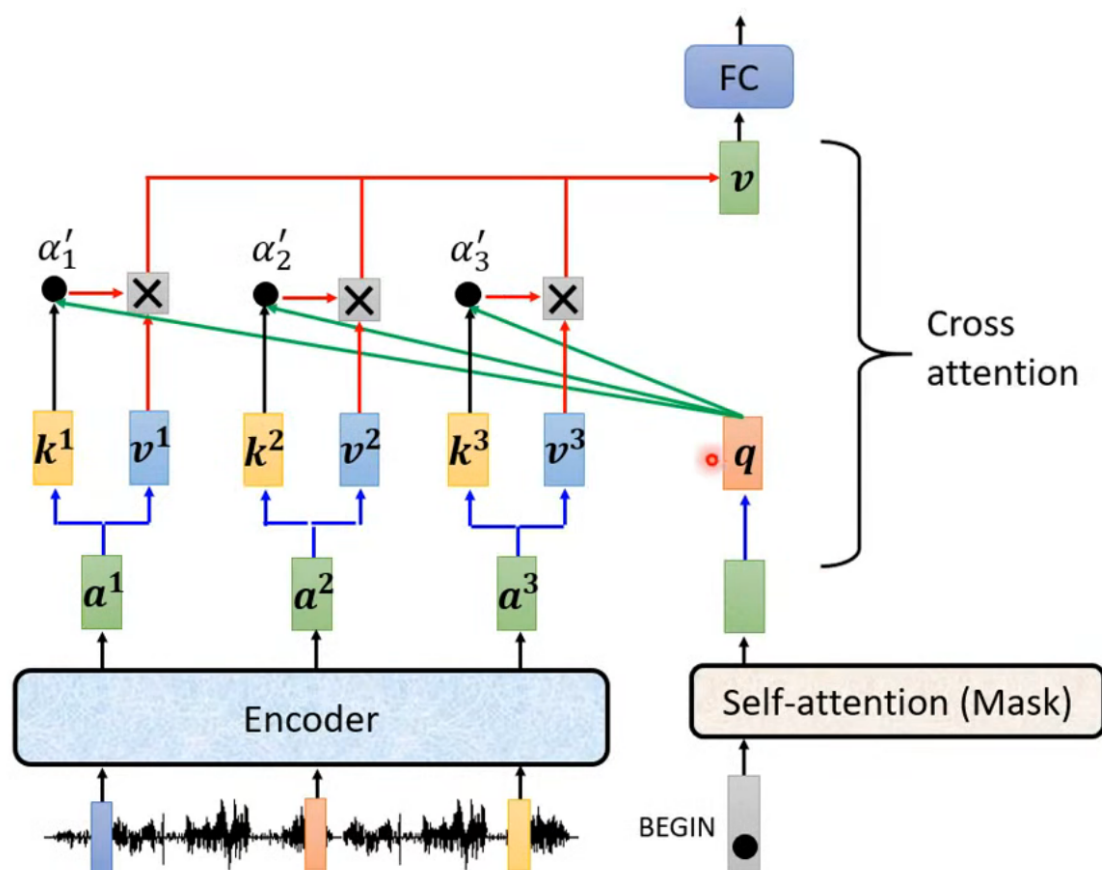 FC
v
α′₁
α′₂
α′₃
Cross
attention
k¹
v¹
k²
v²
k³
v³
q
a¹
a²
a³
Encoder
Self-attention (Mask)
BEGIN